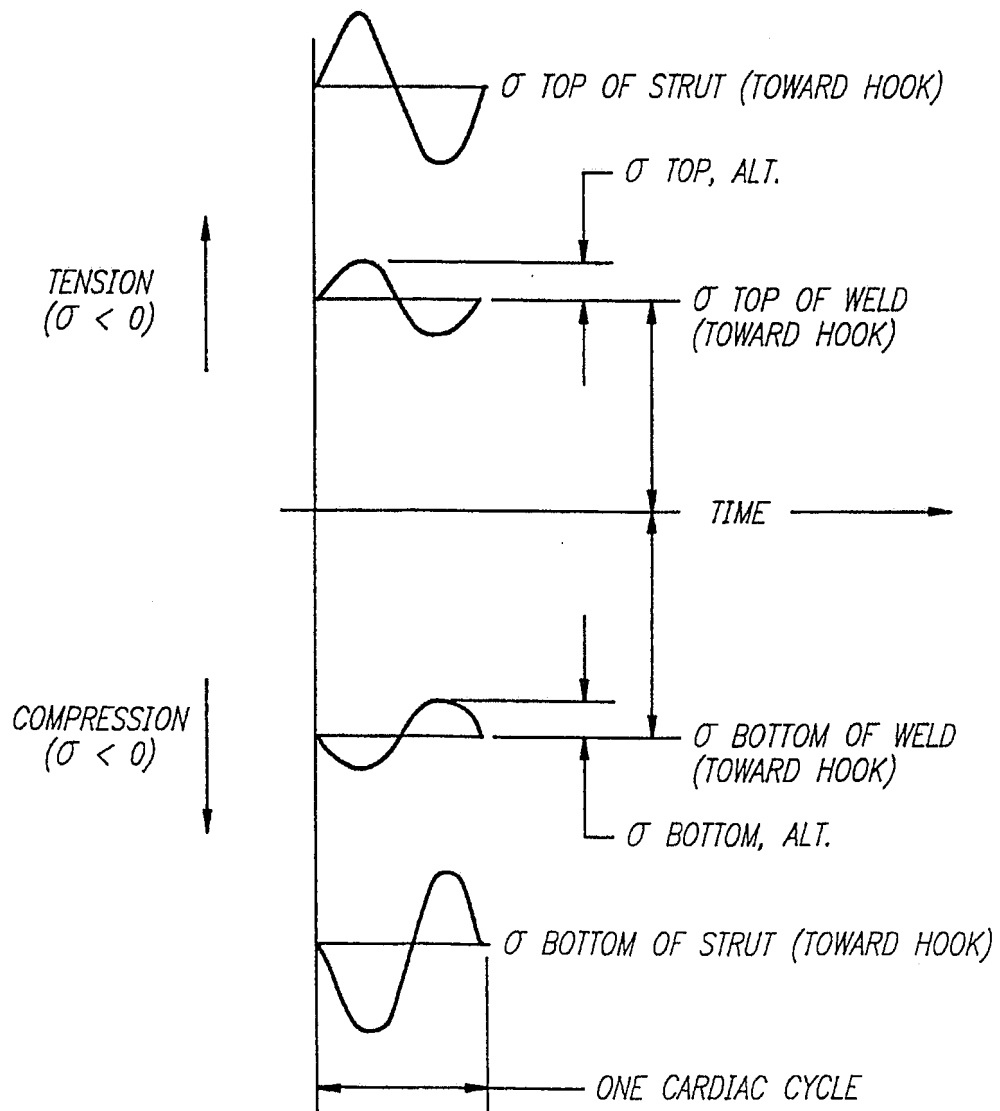 σ TOP OF STRUT (TOWARD HOOK)
σ TOP, ALT.
TENSION
(σ < 0)
σ TOP OF WELD
(TOWARD HOOK)
TIME
COMPRESSION
(σ < 0)
σ BOTTOM OF WELD
(TOWARD HOOK)
σ BOTTOM, ALT.
σ BOTTOM OF STRUT (TOWARD HOOK)
ONE CARDIAC CYCLE